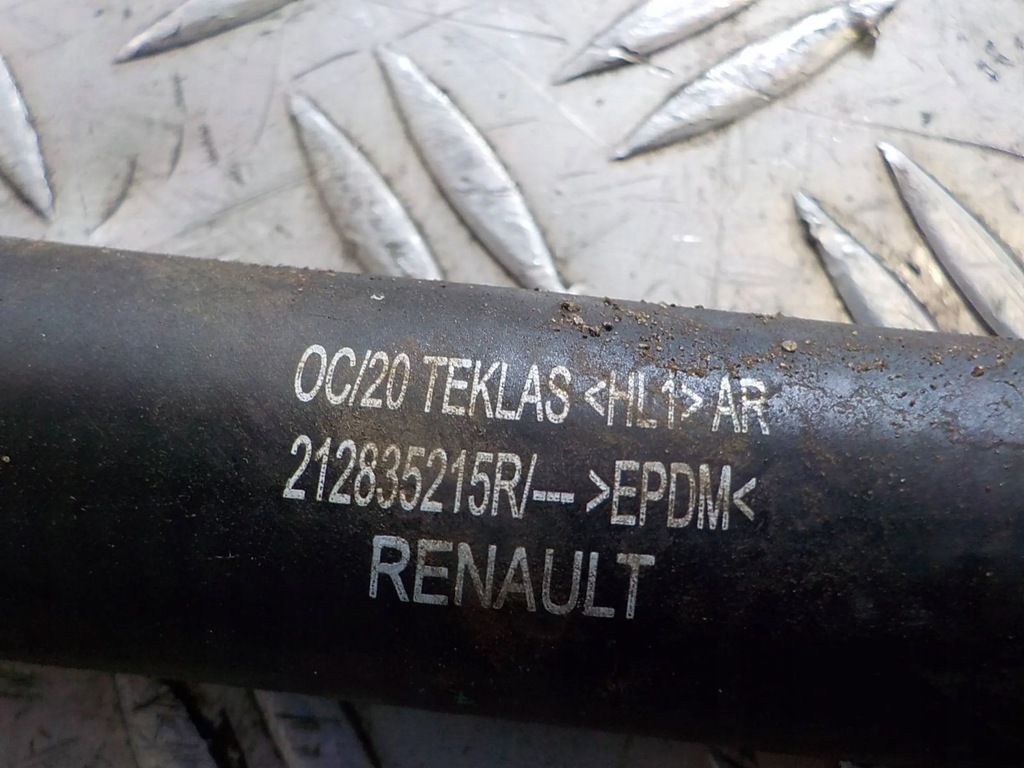 OC/20 TEKLAS <HL1> AR
212835215R/-- >EPDM<
RENAULT